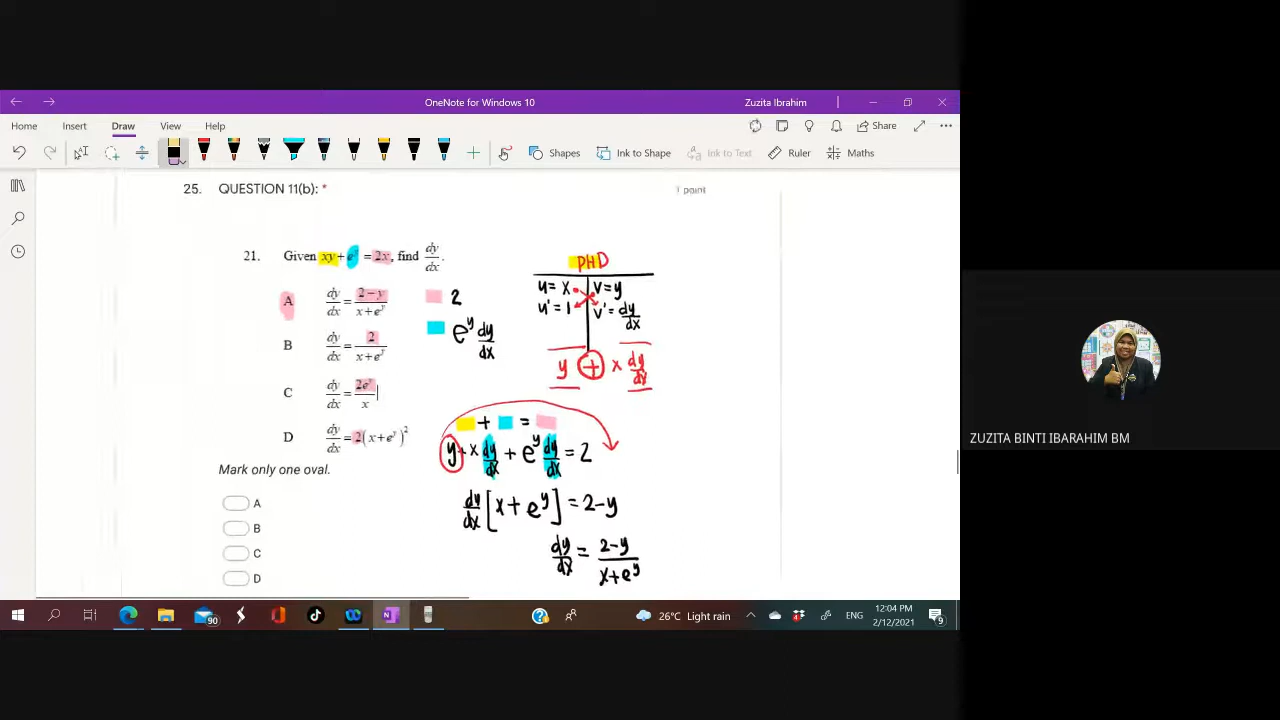 OneNote for Windows 10
Zuzita Ibrahim
Home Insert Draw View Help
Share
Shapes Ink to Shape Ink to Text Ruler Maths
25. QUESTION 11(b): *
1 point
21. Given xy + e^y = 2x, find dy/dx.
A dy/dx = (2-y)/(x+e^y)
B dy/dx = 2/(x+e^y)
C dy/dx = 2e^y/x
D dy/dx = 2(x+e^y)^2
2
e^y dy/dx
PHD
u = x v = y
u' = 1 v' = dy/dx
y + x dy/dx
+ =
y + x dy/dx + e^y dy/dx = 2
dy/dx [x + e^y] = 2-y
dy/dx = (2-y)/(x+e^y)
Mark only one oval.
A
B
C
D
ZUZITA BINTI IBARAHIM BM
90
26°C Light rain
ENG
12:04 PM
2/12/2021
9